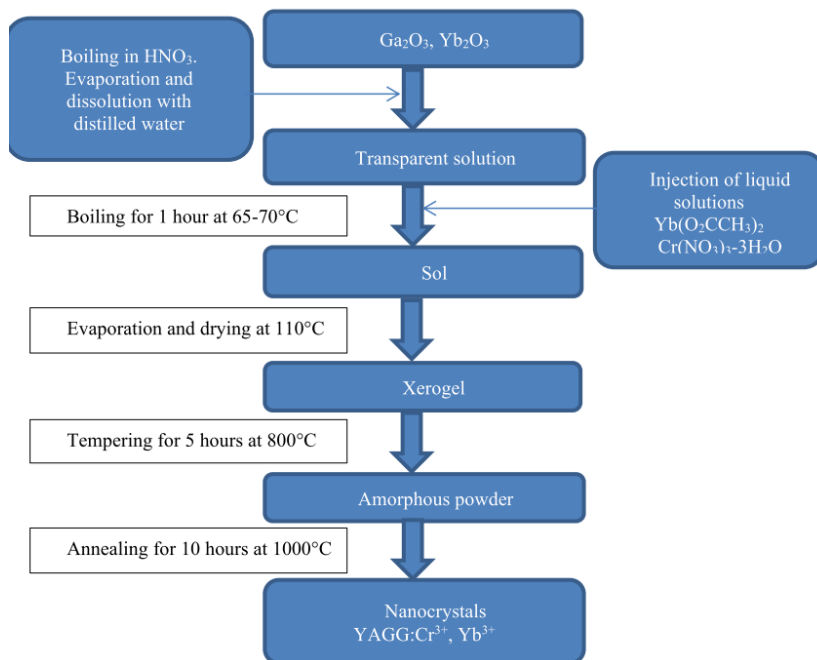 Ga₂O₃, Yb₂O₃
Boiling in HNO₃.
Evaporation and
dissolution with
distilled water
Transparent solution
Injection of liquid
solutions
Yb(O₂CCH₃)₂
Cr(NO₃)₃-3H₂O
Boiling for 1 hour at 65-70°C
Sol
Evaporation and drying at 110°C
Xerogel
Tempering for 5 hours at 800°C
Amorphous powder
Annealing for 10 hours at 1000°C
Nanocrystals
YAGG:Cr³⁺, Yb³⁺